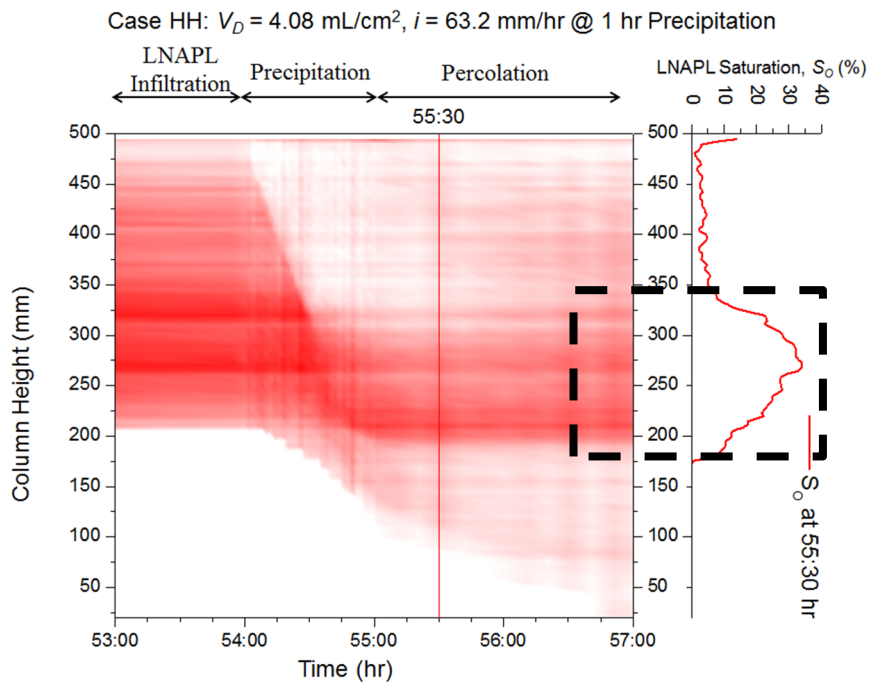 Case HH: V_D = 4.08 mL/cm², i = 63.2 mm/hr @ 1 hr Precipitation
LNAPL
Infiltration
Precipitation
Percolation
55:30
LNAPL Saturation, S_O (%)
0 10 20 30 40
500
450
400
350
300
250
200
150
100
50
Column Height (mm)
500
450
400
350
300
250
200
150
100
50
S_O at 55:30 hr
53:00 54:00 55:00 56:00 57:00
Time (hr)